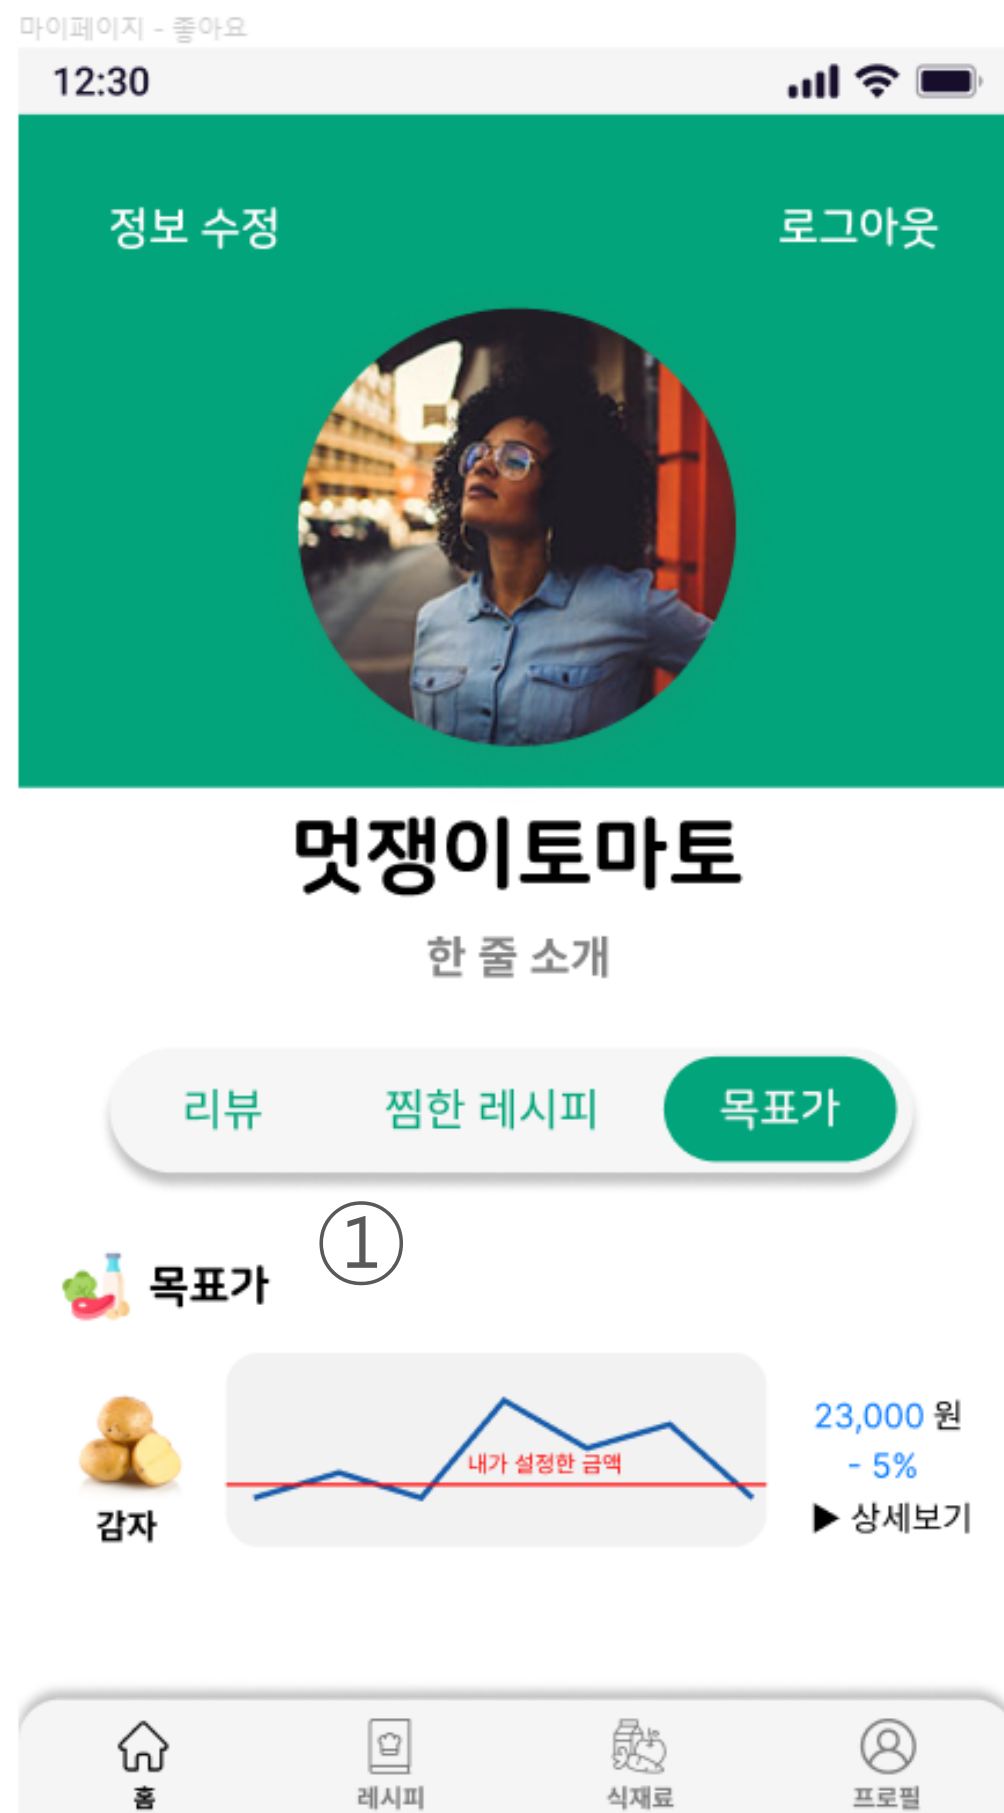 마이페이지 - 좋아요
12:30
정보 수정 로그아웃
멋쟁이토마토
한 줄 소개
리뷰 찜한 레시피 목표가
①
목표가
내가 설정한 금액
감자
23,000 원
- 5%
▶ 상세보기
홈 레시피 식재료 프로필